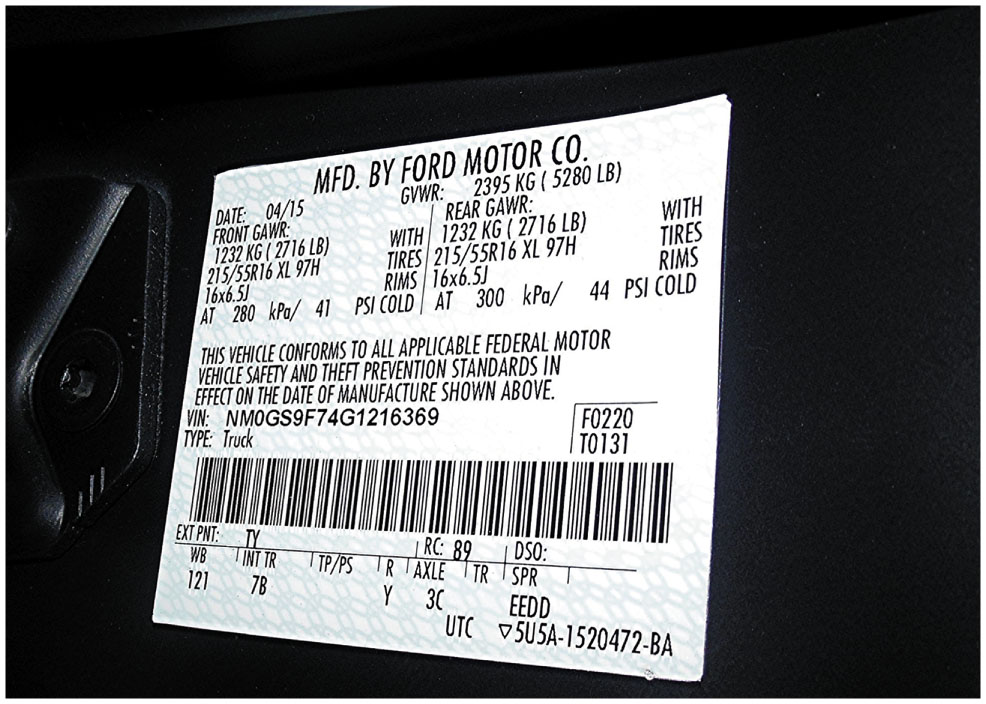 MFD. BY FORD MOTOR CO.
DATE: 04/15 GVWR: 2395 KG ( 5280 LB)
FRONT GAWR: REAR GAWR:
1232 KG ( 2716 LB) WITH 1232 KG ( 2716 LB) WITH
215/55R16 XL 97H TIRES 215/55R16 XL 97H TIRES
16x6.5J RIMS 16x6.5J RIMS
AT 280 kPa/ 41 PSI COLD AT 300 kPa/ 44 PSI COLD
THIS VEHICLE CONFORMS TO ALL APPLICABLE FEDERAL MOTOR
VEHICLE SAFETY AND THEFT PREVENTION STANDARDS IN
EFFECT ON THE DATE OF MANUFACTURE SHOWN ABOVE.
VIN: NM0GS9F74G1216369 F0220
TYPE: Truck T0131
EXT PNT: TY RC: 89 DSO:
WB INT TR TP/PS R AXLE TR SPR
121 7B Y 3C EEDD
UTC ▽5U5A-1520472-BA